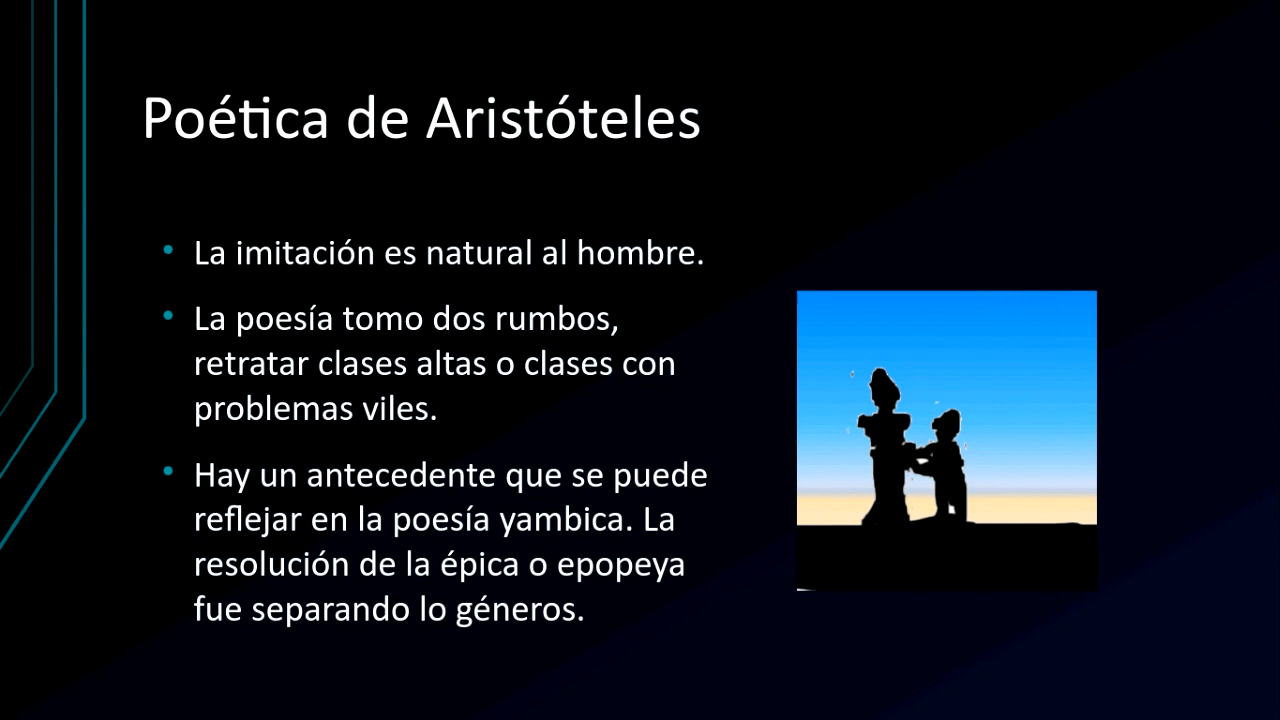 Poética de Aristóteles
• La imitación es natural al hombre.
• La poesía tomo dos rumbos,
retratar clases altas o clases con
problemas viles.
• Hay un antecedente que se puede
reflejar en la poesía yambica. La
resolución de la épica o epopeya
fue separando lo géneros.